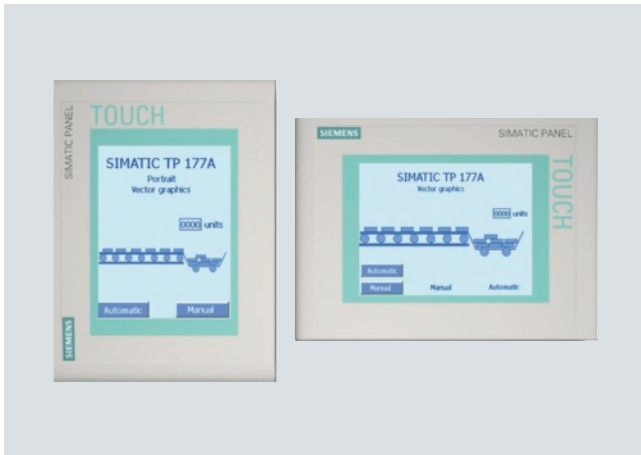 TOUCH
SIMATIC PANEL
SIMATIC TP 177A
Portrait
Vector graphics
0000 units
Automatic Manual
SIEMENS
SIEMENS SIMATIC PANEL
TOUCH
SIMATIC TP 177A
Vector graphics
0000 units
Automatic
Manual Manual Automatic